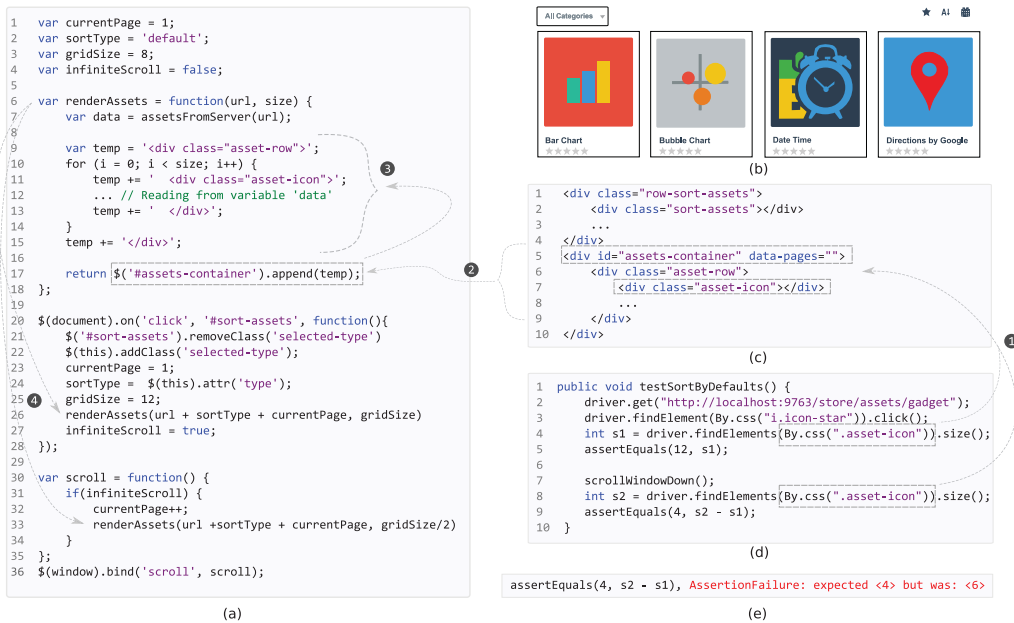 1 var currentPage = 1;
2 var sortType = 'default';
3 var gridSize = 8;
4 var infiniteScroll = false;
5
6 var renderAssets = function(url, size) {
7 var data = assetsFromServer(url);
8
9 var temp = '<div class="asset-row">';
10 for (i = 0; i < size; i++) {
11 temp += '  <div class="asset-icon">';
12 ... // Reading from variable 'data'
13 temp += '  </div>';
14 }
15 temp += '</div>';
16
17 return $('#assets-container').append(temp);
18 };
19
20 $(document).on('click', '#sort-assets', function(){
21 $('#sort-assets').removeClass('selected-type')
22 $(this).addClass('selected-type');
23 currentPage = 1;
24 sortType =  $(this).attr('type');
25 gridSize = 12;
26 renderAssets(url + sortType + currentPage, gridSize)
27 infiniteScroll = true;
28 });
29
30 var scroll = function() {
31 if(infiniteScroll) {
32 currentPage++;
33 renderAssets(url +sortType + currentPage, gridSize/2)
34 }
35 };
36 $(window).bind('scroll', scroll);
3
2
4
1
(a)
All Categories
A
Bar Chart
Bubble Chart
Date Time
Directions by Google
(b)
1 <div class="row-sort-assets">
2 <div class="sort-assets"></div>
3 ...
4 </div>
5 <div id="assets-container" data-pages="">
6 <div class="asset-row">
7 <div class="asset-icon"></div>
8 ...
9 </div>
10 </div>
(c)
1 public void testSortByDefaults() {
2 driver.get("http://localhost:9763/store/assets/gadget");
3 driver.findElement(By.css("i.icon-star")).click();
4 int s1 = driver.findElements(By.css(".asset-icon")).size();
5 assertEquals(12, s1);
6
7 scrollWindowDown();
8 int s2 = driver.findElements(By.css(".asset-icon")).size();
9 assertEquals(4, s2 - s1);
10 }
(d)
assertEquals(4, s2 - s1), AssertionFailure: expected <4> but was: <6>
(e)